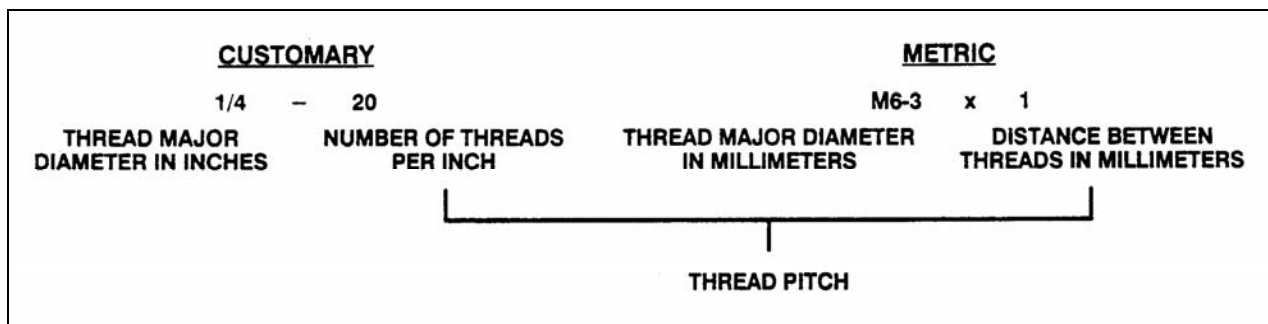 CUSTOMARY
1/4 – 20
THREAD MAJOR
DIAMETER IN INCHES
NUMBER OF THREADS
PER INCH
METRIC
M6-3 x 1
THREAD MAJOR DIAMETER
IN MILLIMETERS
DISTANCE BETWEEN
THREADS IN MILLIMETERS
THREAD PITCH